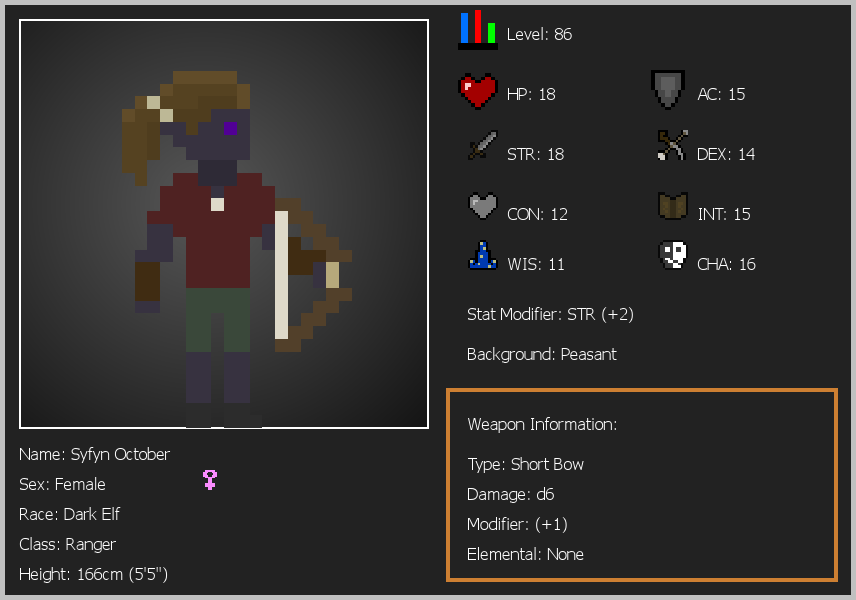 Level: 86
HP: 18
AC: 15
STR: 18
DEX: 14
CON: 12
INT: 15
WIS: 11
CHA: 16
Stat Modifier: STR (+2)
Background: Peasant
Weapon Information:
Type: Short Bow
Damage: d6
Modifier: (+1)
Elemental: None
Name: Syfyn October
Sex: Female
Race: Dark Elf
Class: Ranger
Height: 166cm (5'5")